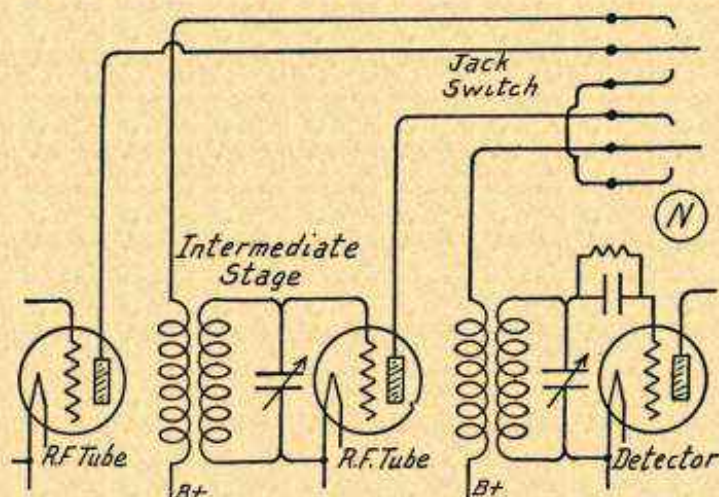 Jack
Switch
N
Intermediate
Stage
R.F. Tube
B+
R.F. Tube
B+
Detector